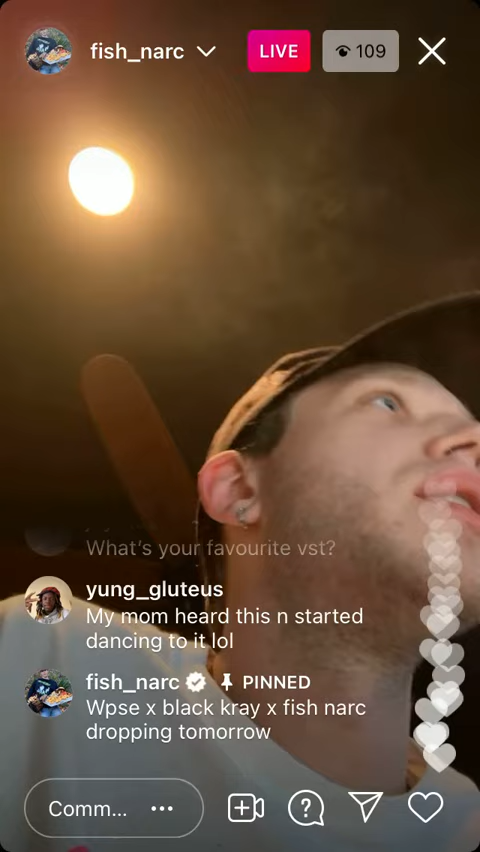 fish_narc
LIVE
109
What's your favourite vst?
yung_gluteus
My mom heard this n started
dancing to it lol
fish_narc PINNED
Wpse x black kray x fish narc
dropping tomorrow
Comm...